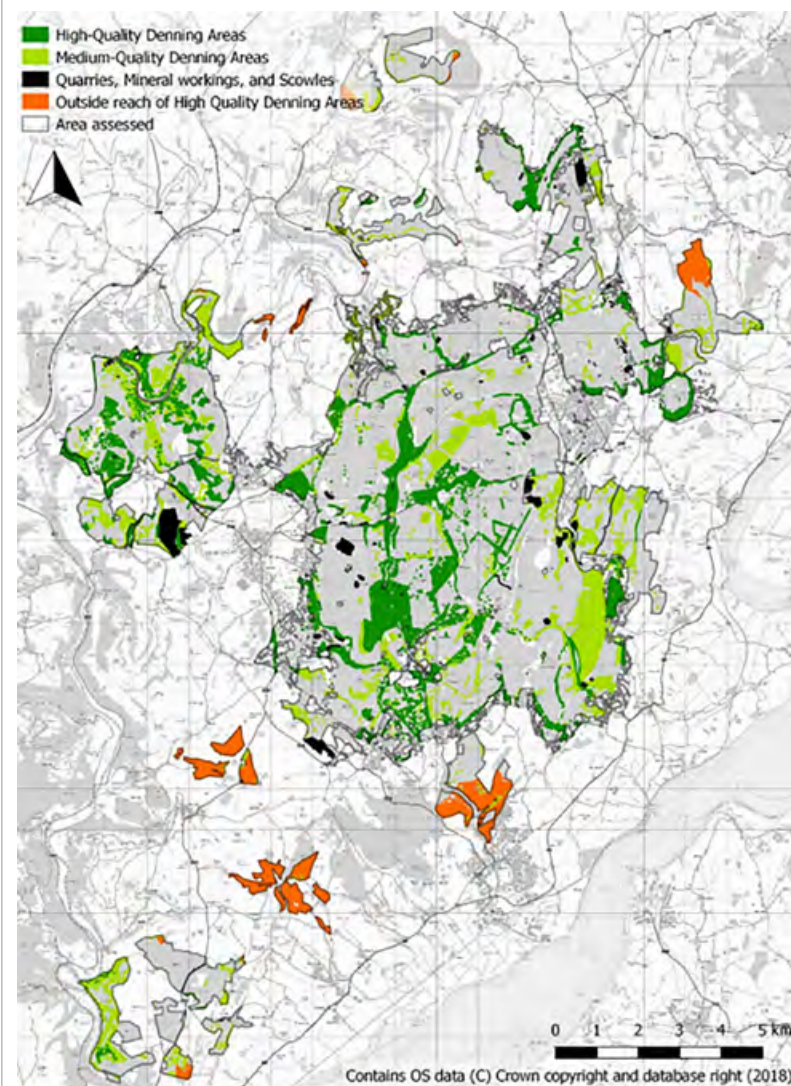 High-Quality Denning Areas
Medium-Quality Denning Areas
Quarries, Mineral workings, and Scowles
Outside reach of High Quality Denning Areas
Area assessed
0 1 2 3 4 5 km
Contains OS data (C) Crown copyright and database right (2018)